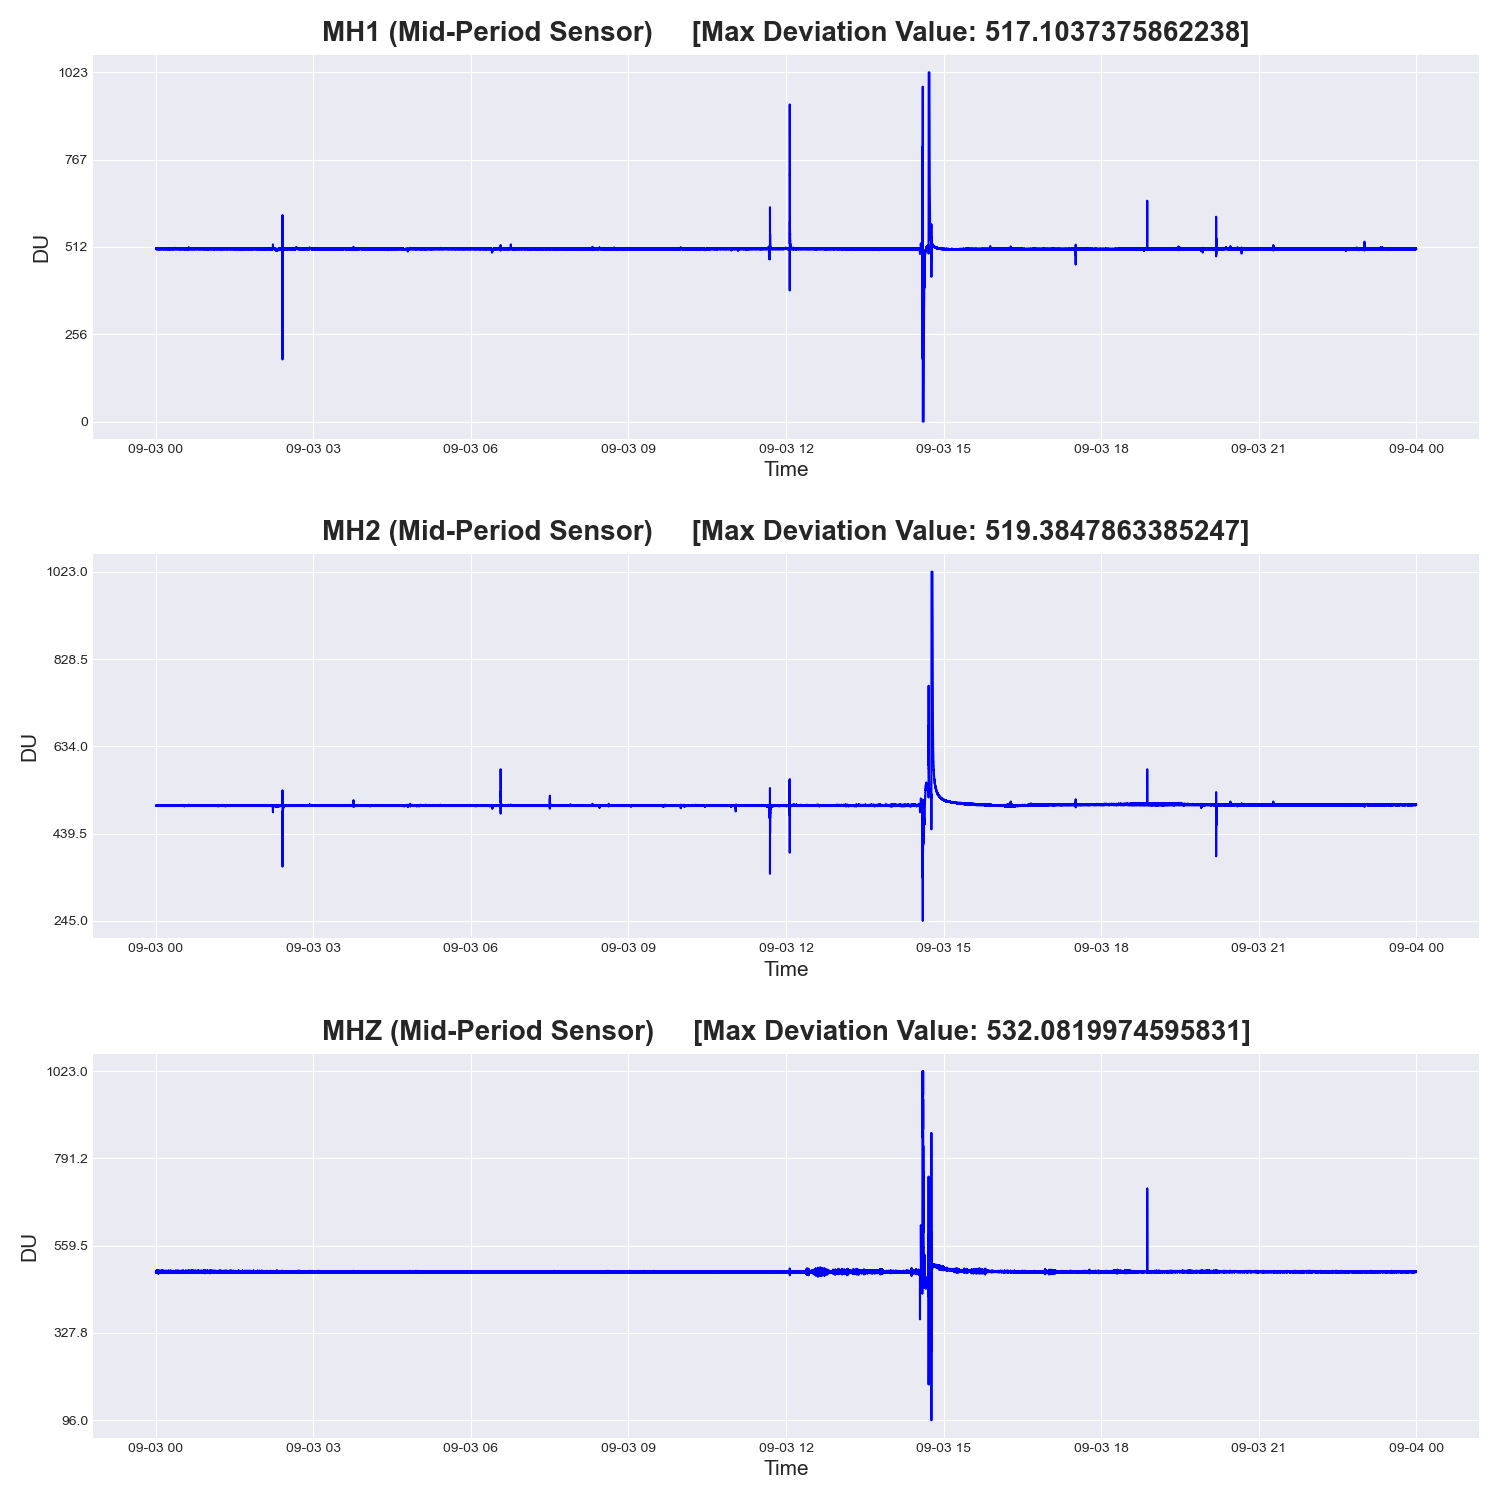 MH1 (Mid-Period Sensor) [Max Deviation Value: 517.1037375862238]
1023
767
512
256
0
DU
09-03 00 09-03 03 09-03 06 09-03 09 09-03 12 09-03 15 09-03 18 09-03 21 09-04 00
Time
MH2 (Mid-Period Sensor) [Max Deviation Value: 519.3847863385247]
1023.0
828.5
634.0
439.5
245.0
DU
09-03 00 09-03 03 09-03 06 09-03 09 09-03 12 09-03 15 09-03 18 09-03 21 09-04 00
Time
MHZ (Mid-Period Sensor) [Max Deviation Value: 532.0819974595831]
1023.0
791.2
559.5
327.8
96.0
DU
09-03 00 09-03 03 09-03 06 09-03 09 09-03 12 09-03 15 09-03 18 09-03 21 09-04 00
Time